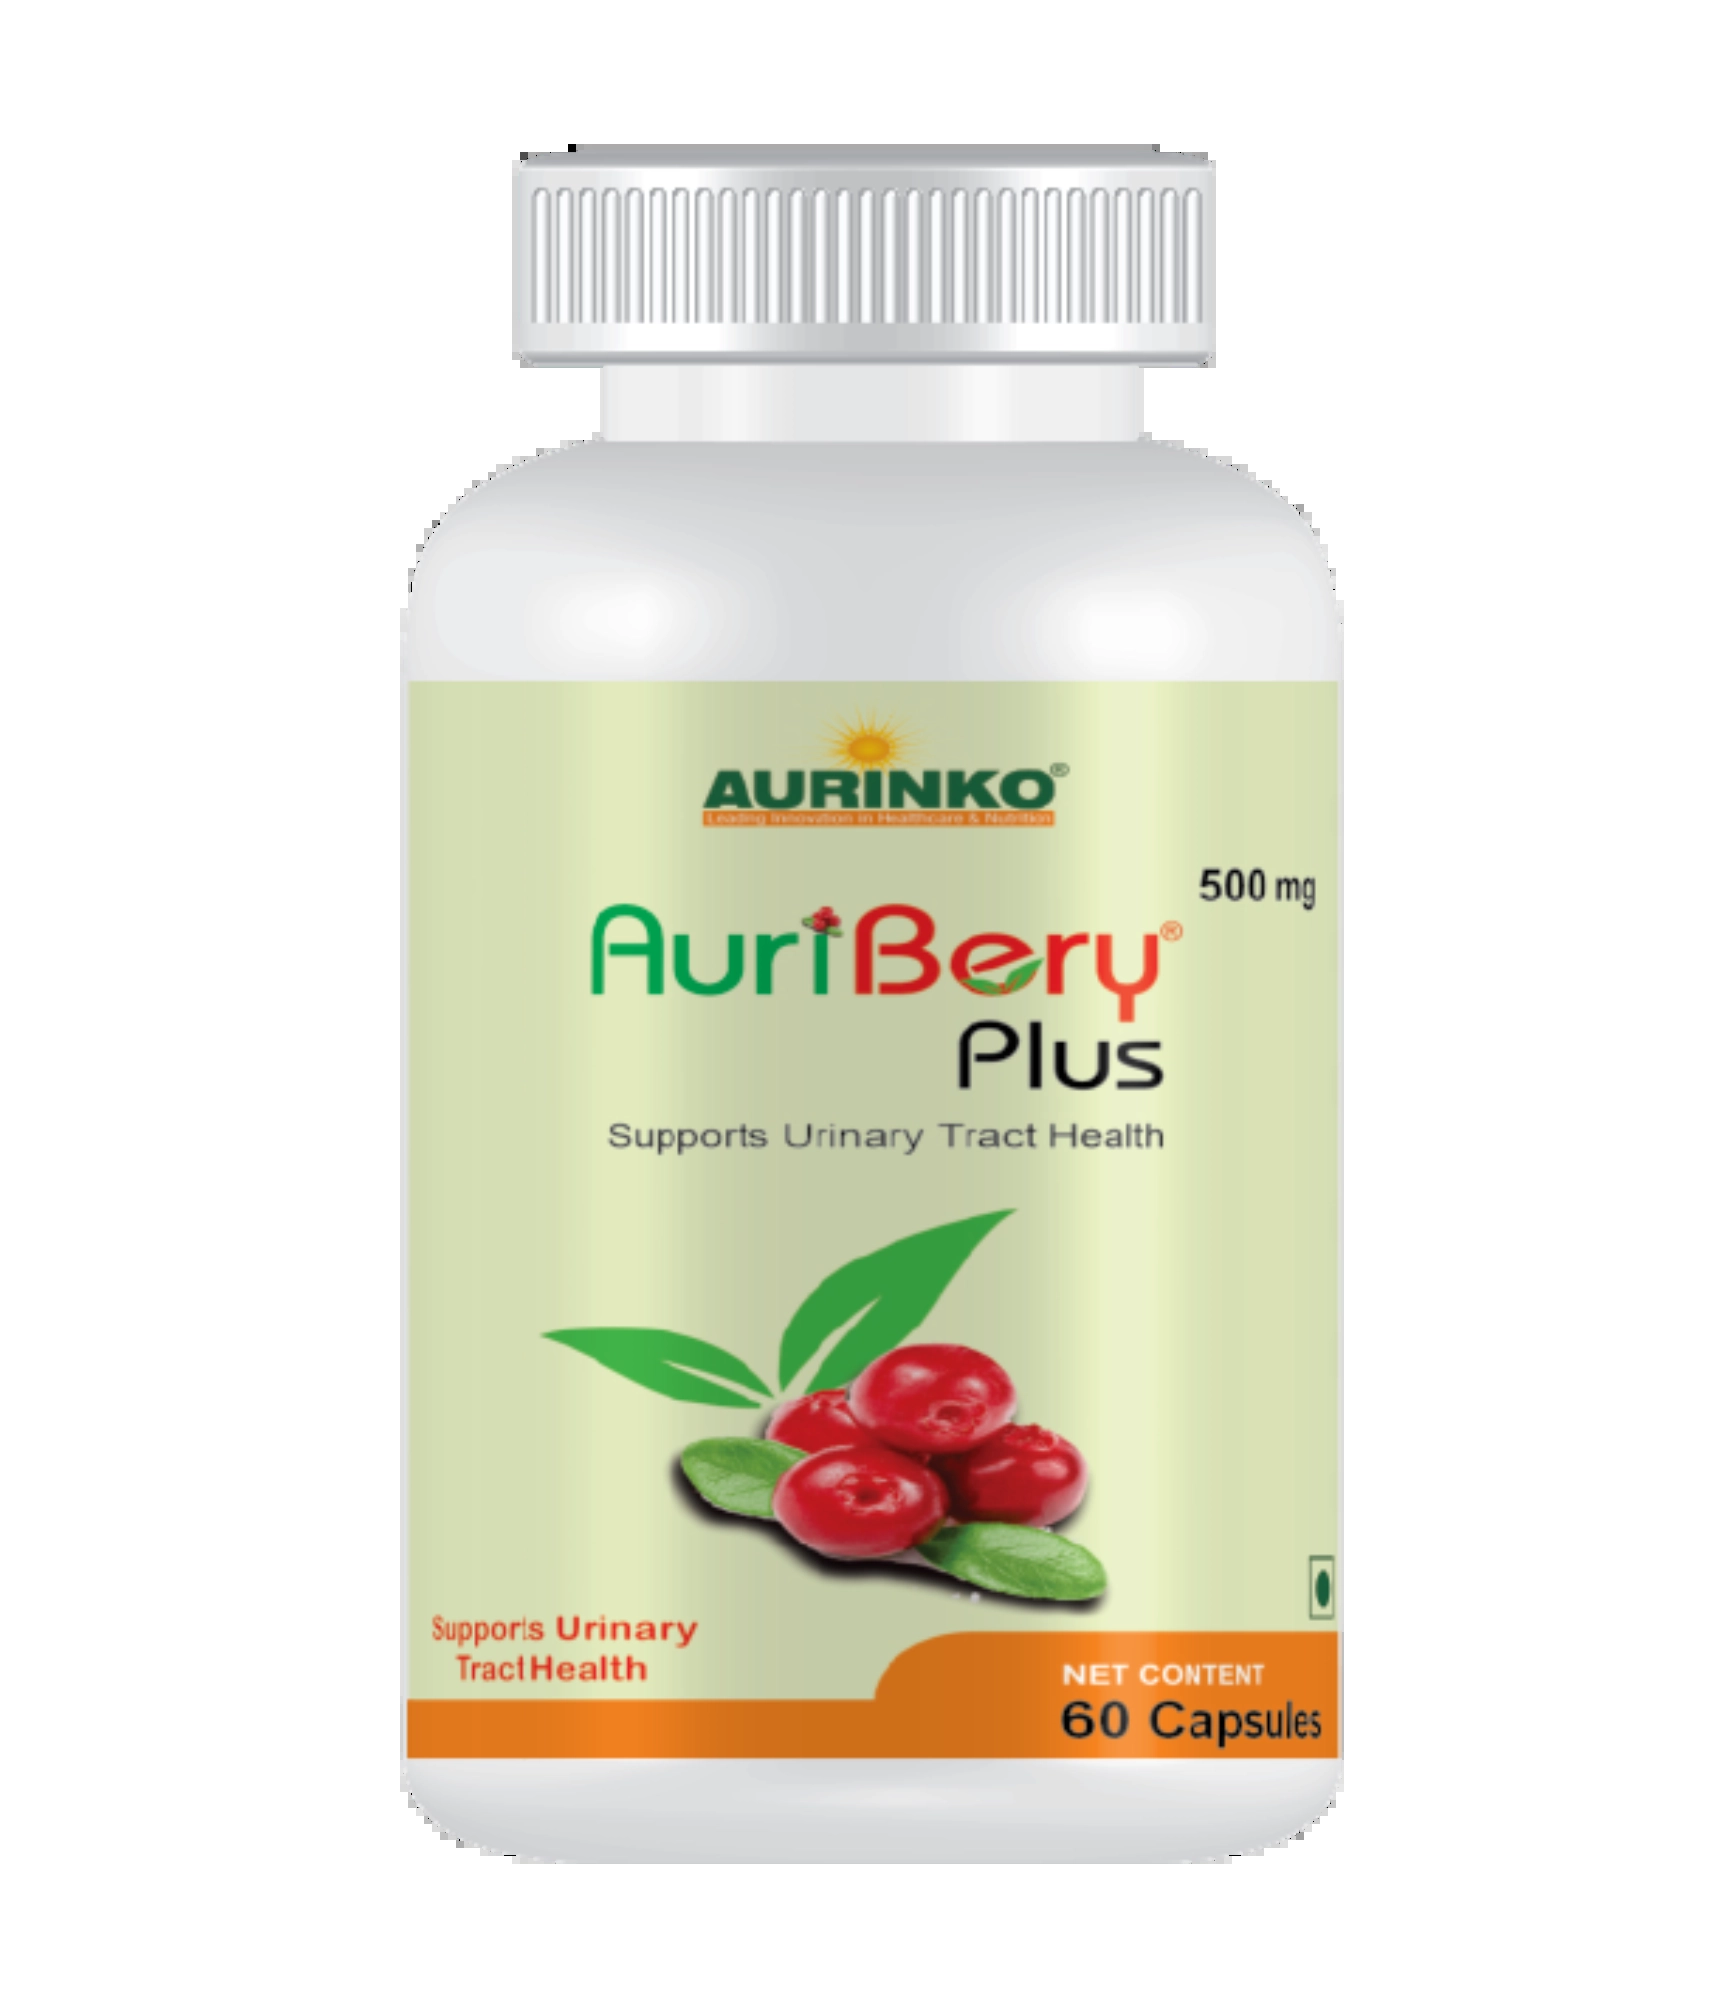 AURINKO®
Leading Innovation in Healthcare & Nutrition
500 mg
AuriBery®
Plus
Supports Urinary Tract Health
Supports Urinary
Tract Health
NET CONTENT
60 Capsules